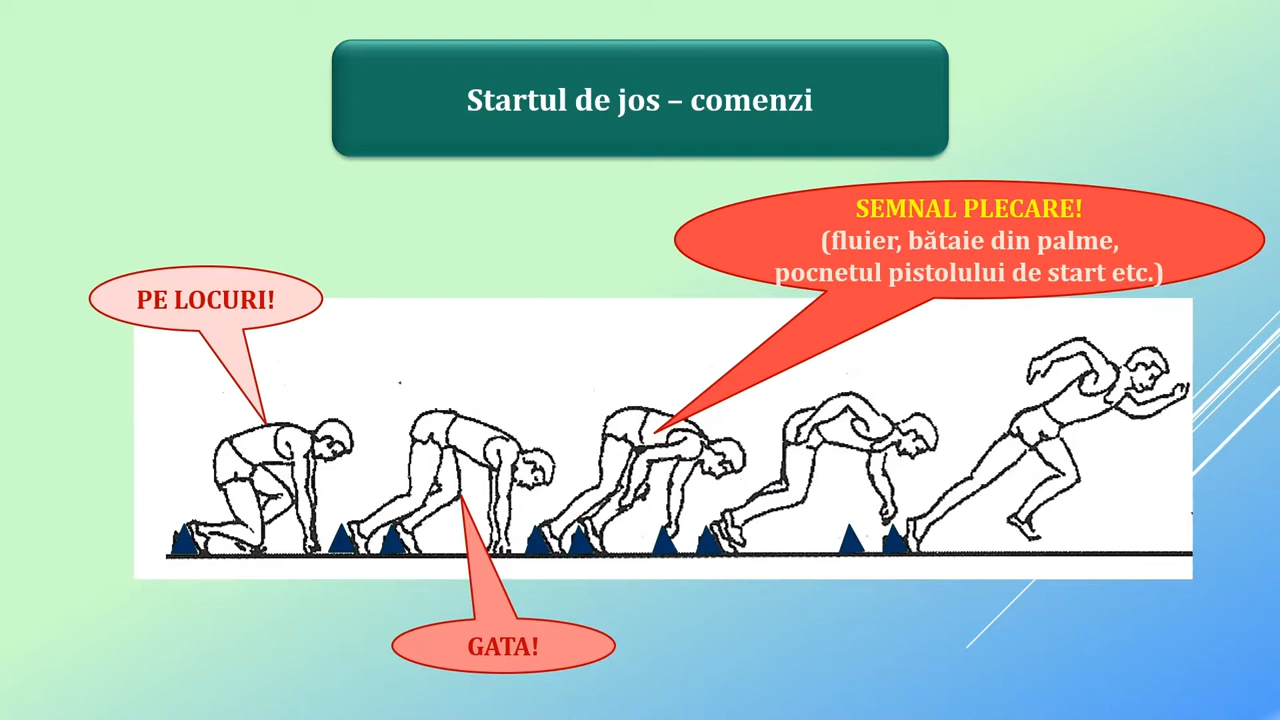 Startul de jos – comenzi
SEMNAL PLECARE!
(fluier, bătaie din palme,
pocnetul pistolului de start etc.)
PE LOCURI!
GATA!